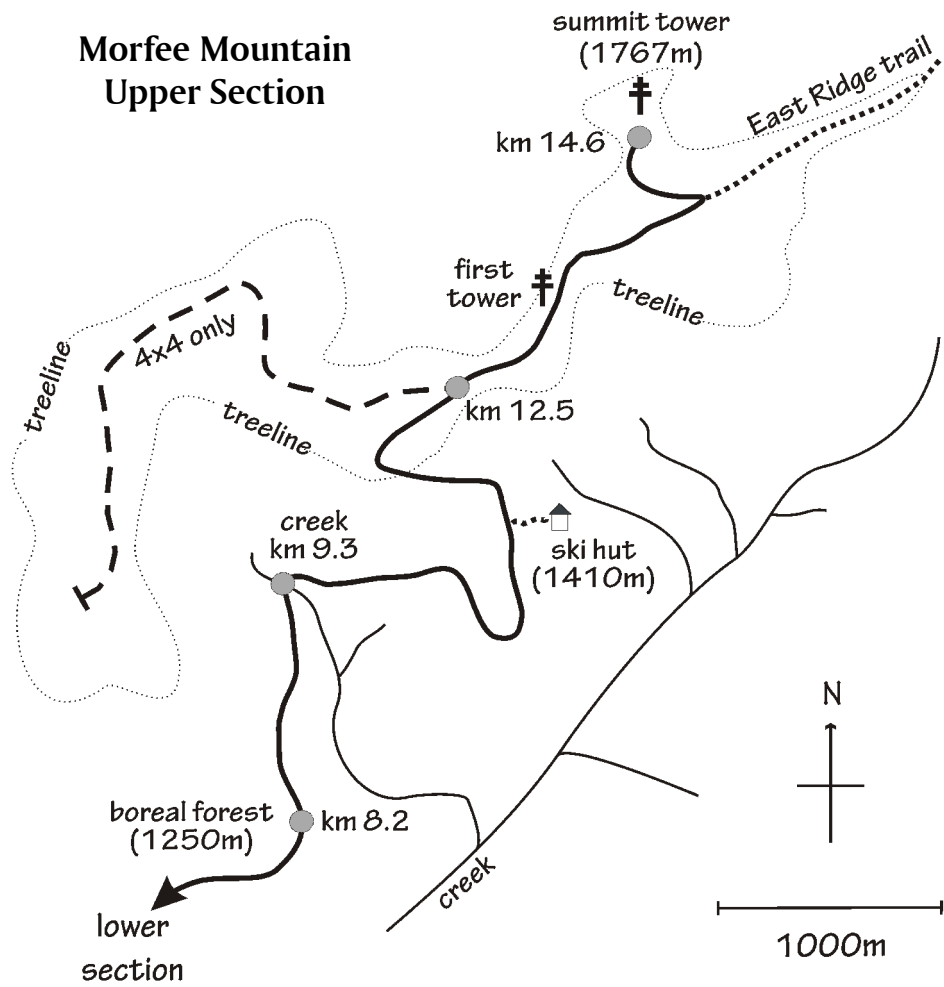 Morfee Mountain
Upper Section
summit tower
(1767m)
East Ridge trail
km 14.6
first
tower
treeline
4x4 only
treeline
treeline
km 12.5
creek
km 9.3
ski hut
(1410m)
N
boreal forest
(1250m)
km 8.2
creek
lower
section
1000m